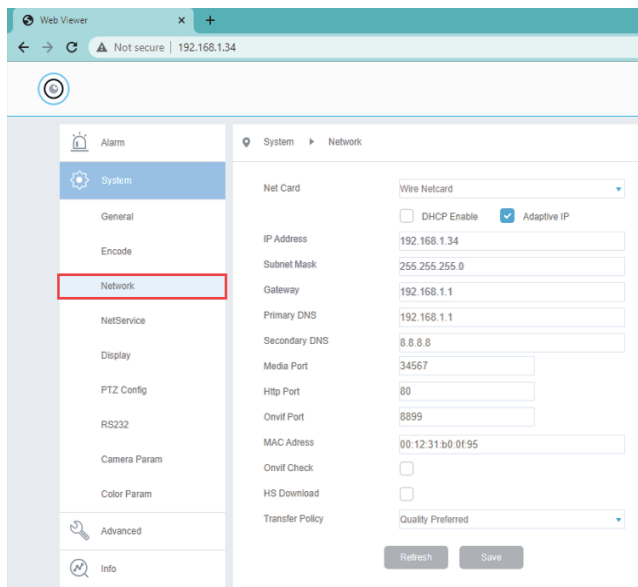 Web Viewer
Not secure | 192.168.1.34
Alarm
System
General
Encode
Network
NetService
Display
PTZ Config
RS232
Camera Param
Color Param
Advanced
Info
System Network
Net Card Wire Netcard
DHCP Enable Adaptive IP
IP Address 192.168.1.34
Subnet Mask 255.255.255.0
Gateway 192.168.1.1
Primary DNS 192.168.1.1
Secondary DNS 8.8.8.8
Media Port 34567
Http Port 80
Onvif Port 8899
MAC Adress 00:12:31:b0:0f:95
Onvif Check
HS Download
Transfer Policy Quality Preferred
Refresh Save